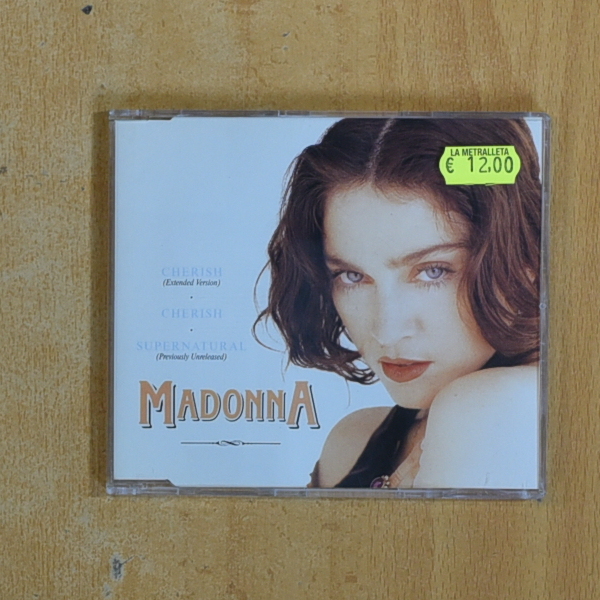 LA METRALLETA
€ 12,00
CHERISH
(Extended Version)
CHERISH
SUPERNATURAL
(Previously Unreleased)
MADONNA